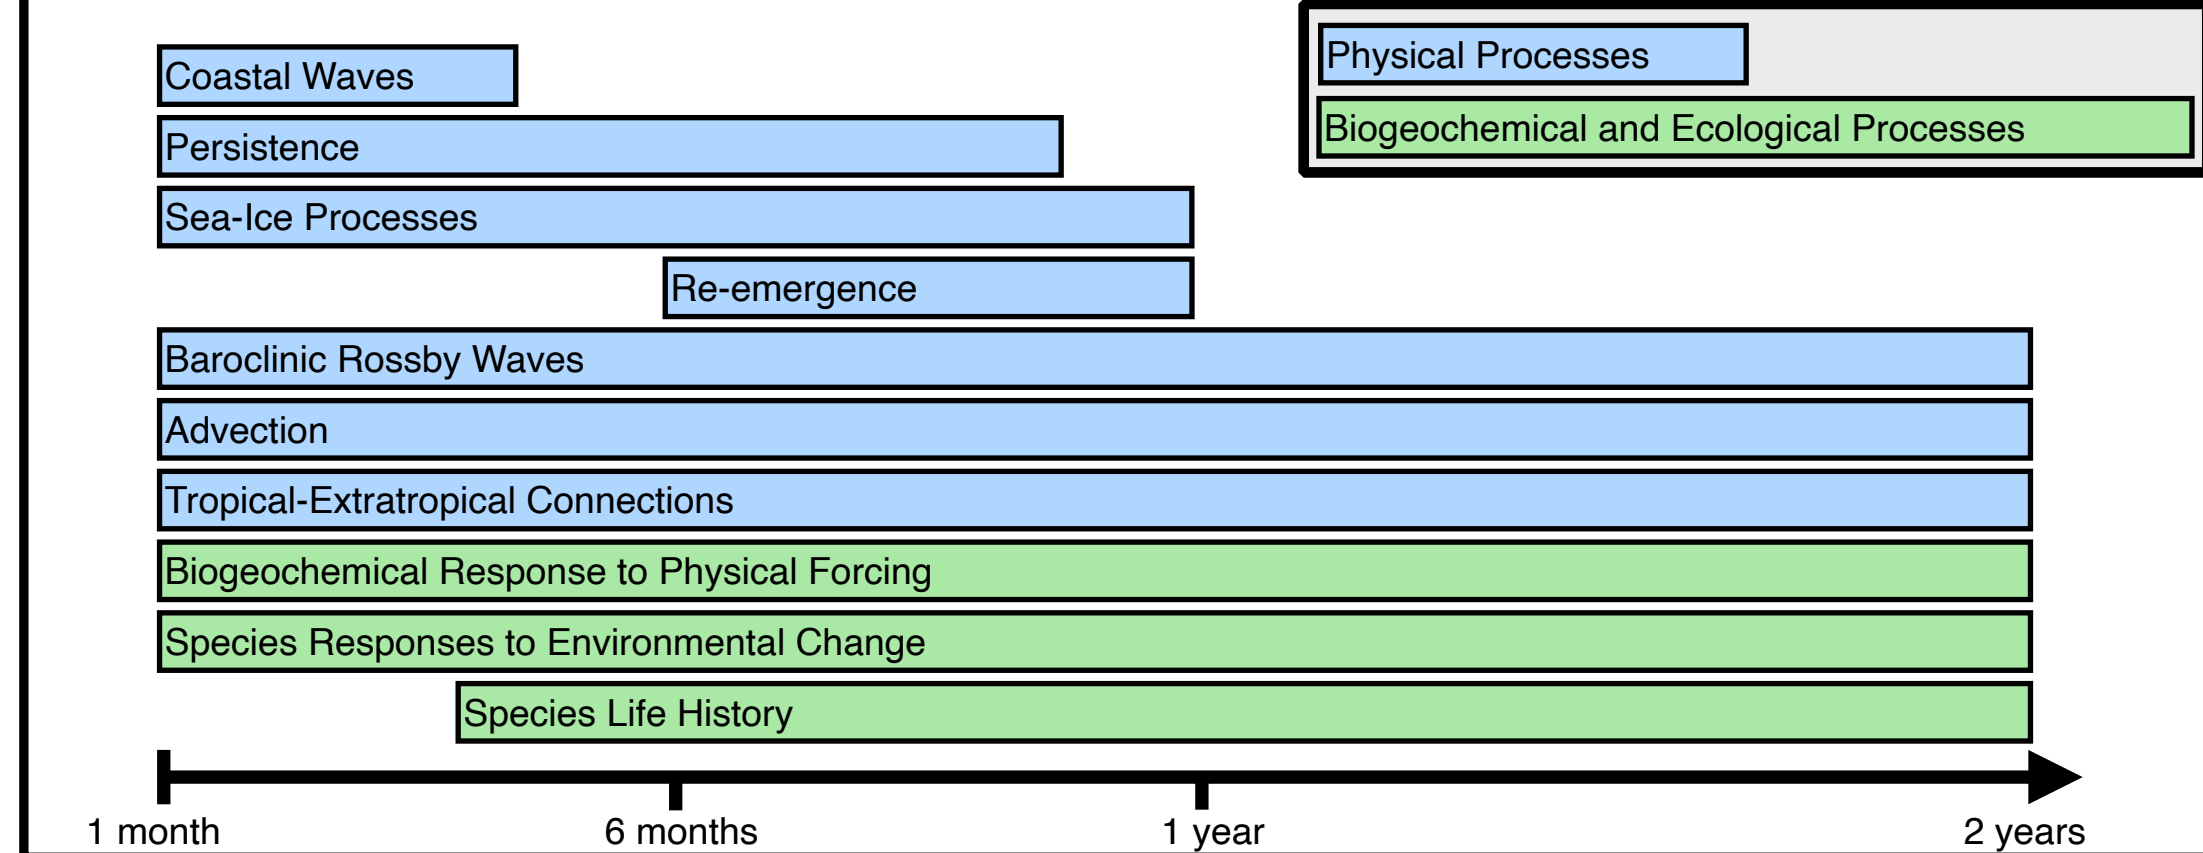 Physical Processes
Biogeochemical and Ecological Processes
Coastal Waves
Persistence
Sea-Ice Processes
Re-emergence
Baroclinic Rossby Waves
Advection
Tropical-Extratropical Connections
Biogeochemical Response to Physical Forcing
Species Responses to Environmental Change
Species Life History
1 month
6 months
1 year
2 years